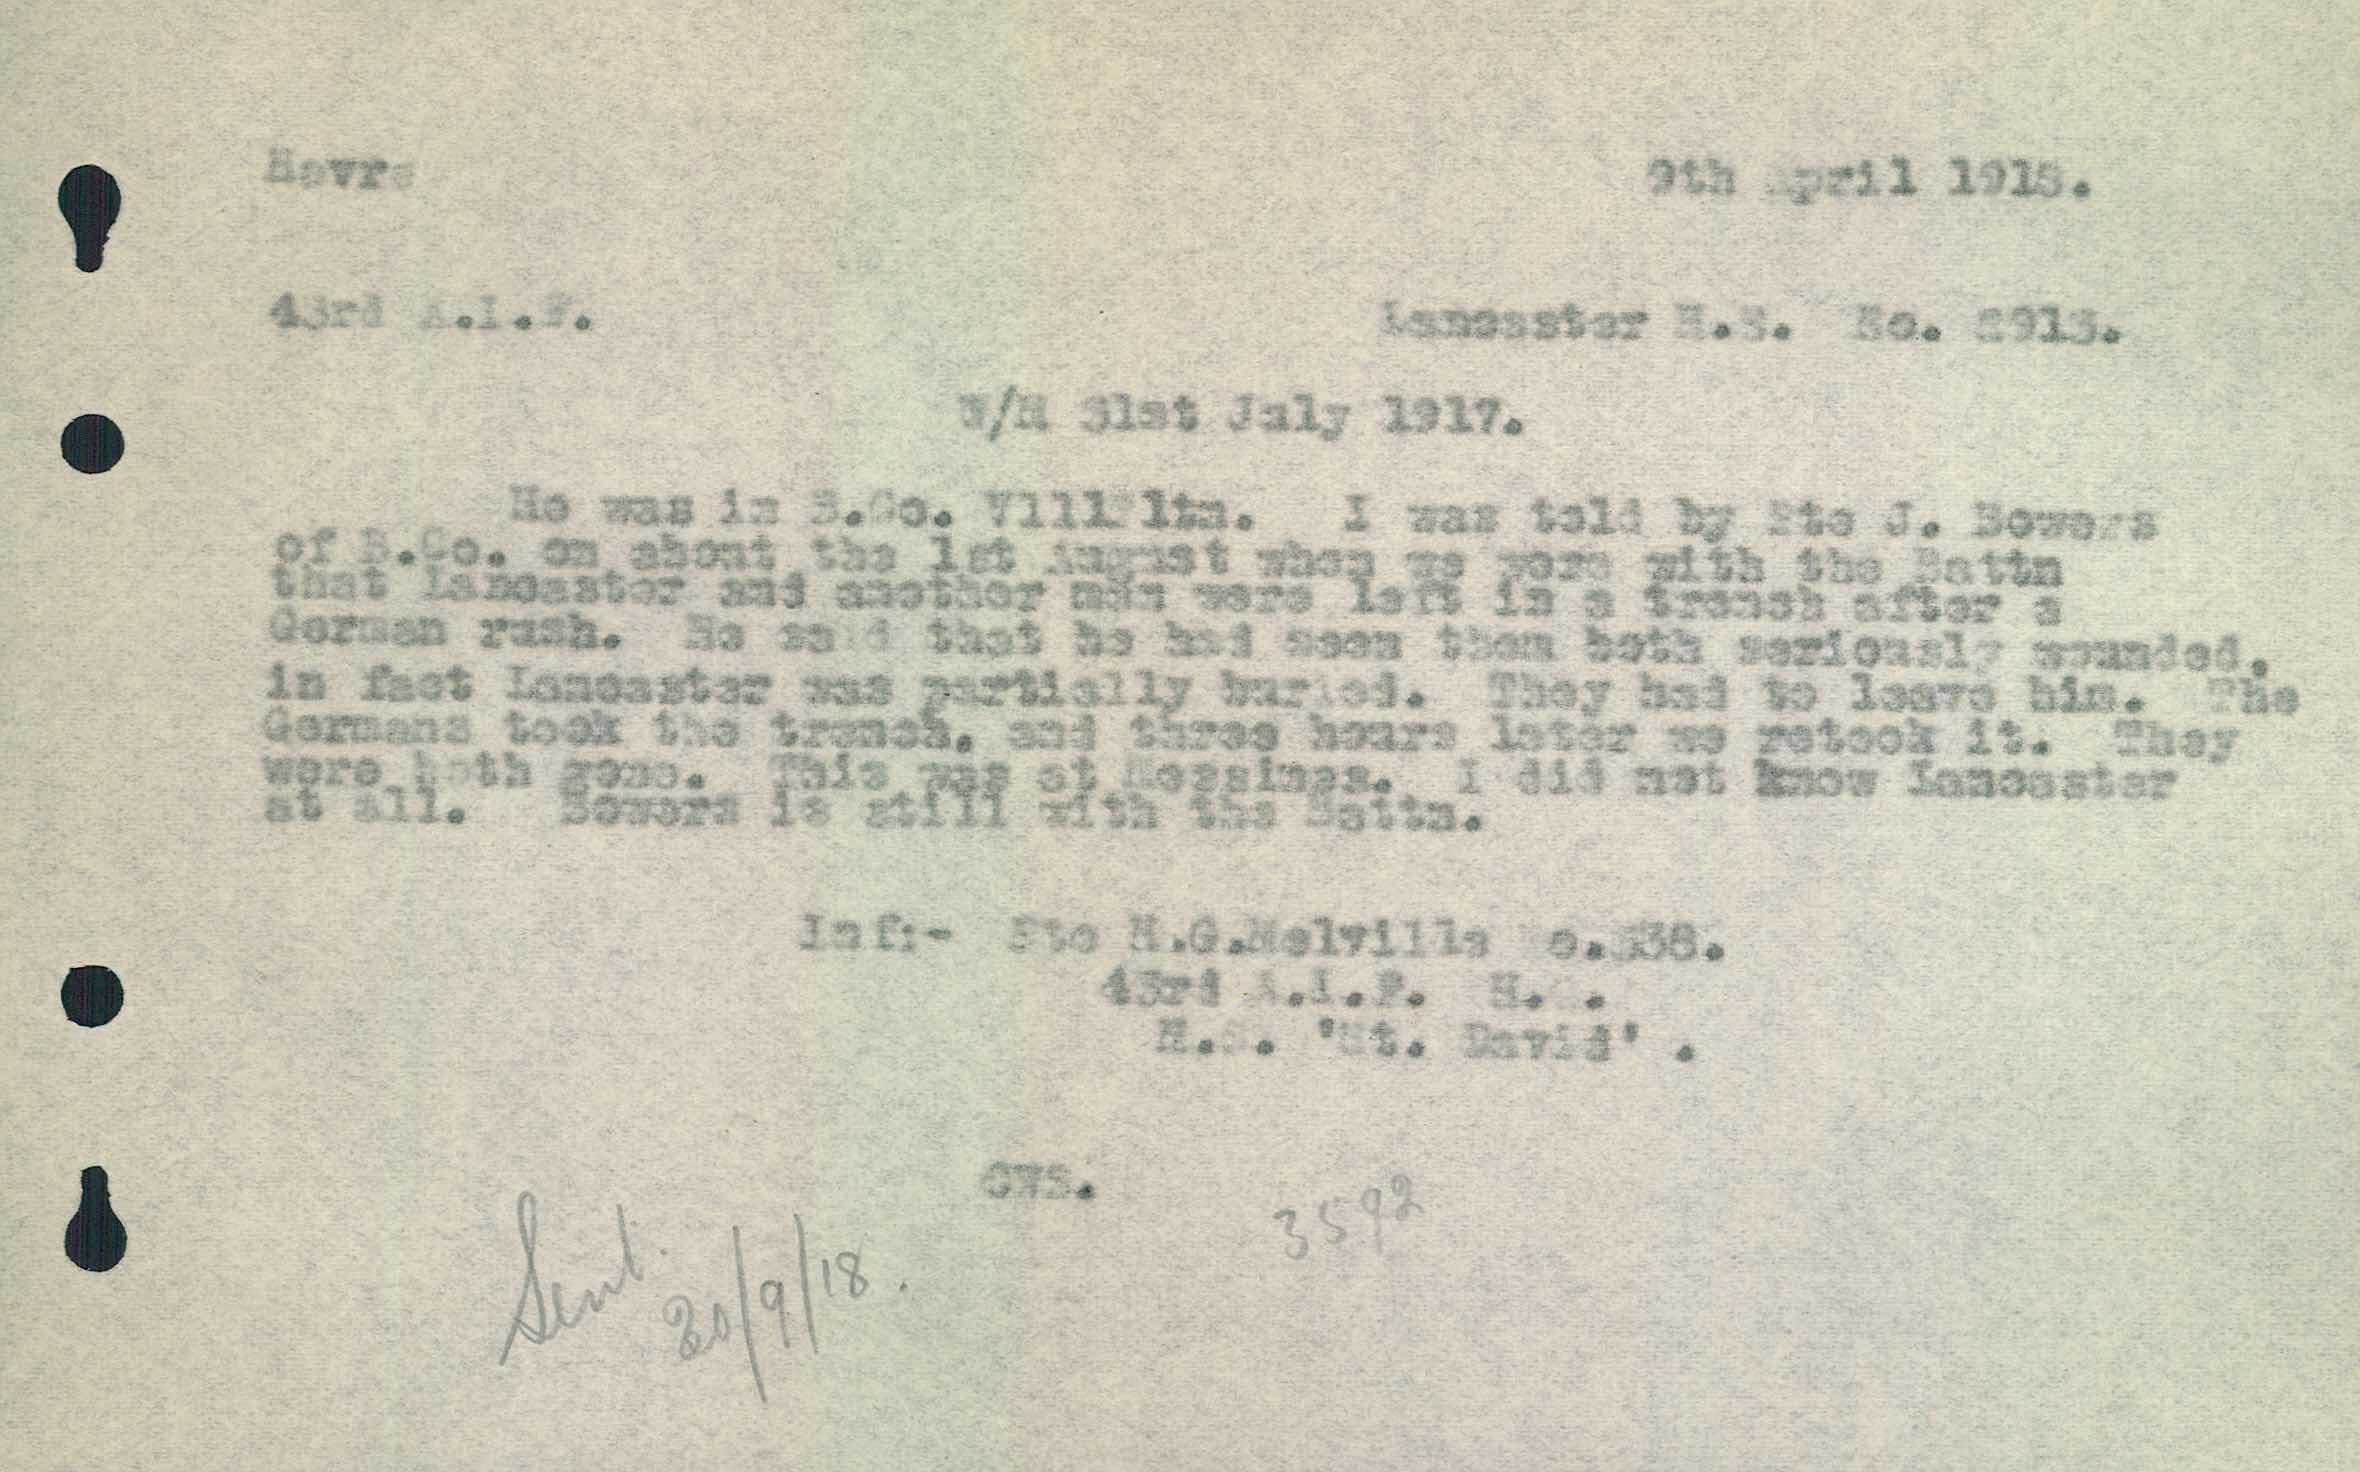 Havre 9th April 1918.
43rd A.I.F. Lancaster H.S. No. 2913.
W/M 31st July 1917.
He was in B.Co. V111 ltn. I was told by Pte J. Bowers
of B.Co. on about the 1st August when we were with the Battn
that Lancaster and another man were left in a trench after a
German rush. He said that he had seen them both seriously wounded,
in fact Lancaster was partially buried. They had to leave him. The
Germans took the trench, and three hours later we retook it. They
were both gone. This was at Messines. I did not know Lancaster
at all. Bowers is still with the Battn.
Inf:- Pte H.G.Melville No.838.
43rd A.I.F.
H.S. 'St. David' .
GWS.
3592
Sent.
20/9/18.